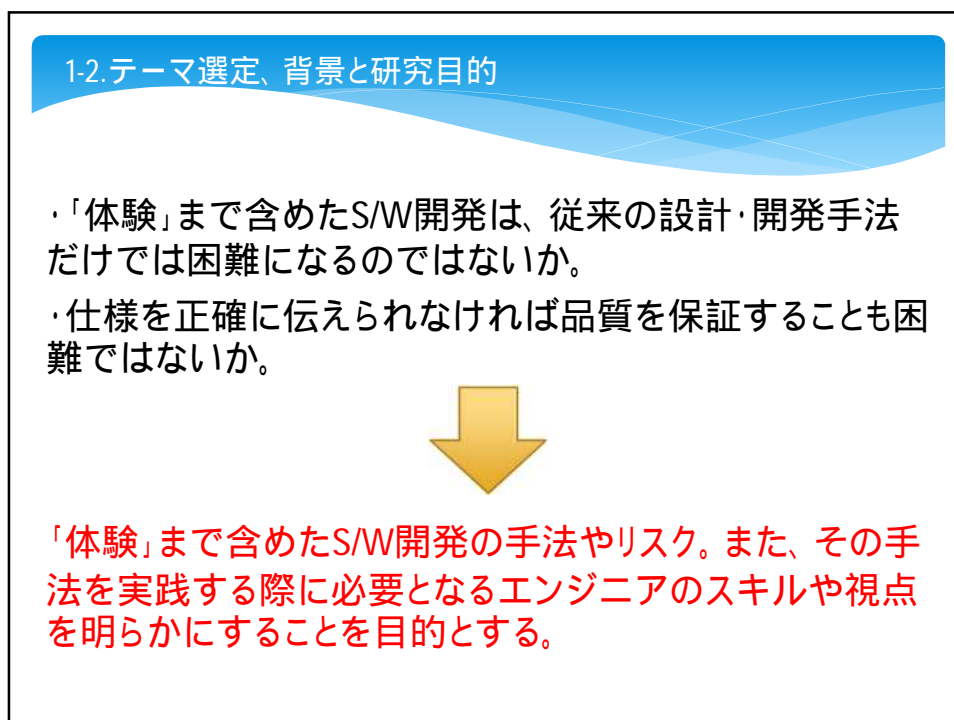 1-2.テーマ選定、背景と研究目的
・「体験」まで含めたS/W開発は、従来の設計・開発手法
だけでは困難になるのではないか。
・仕様を正確に伝えられなければ品質を保証することも困
難ではないか。
「体験」まで含めたS/W開発の手法やリスク。また、その手
法を実践する際に必要となるエンジニアのスキルや視点
を明らかにすることを目的とする。